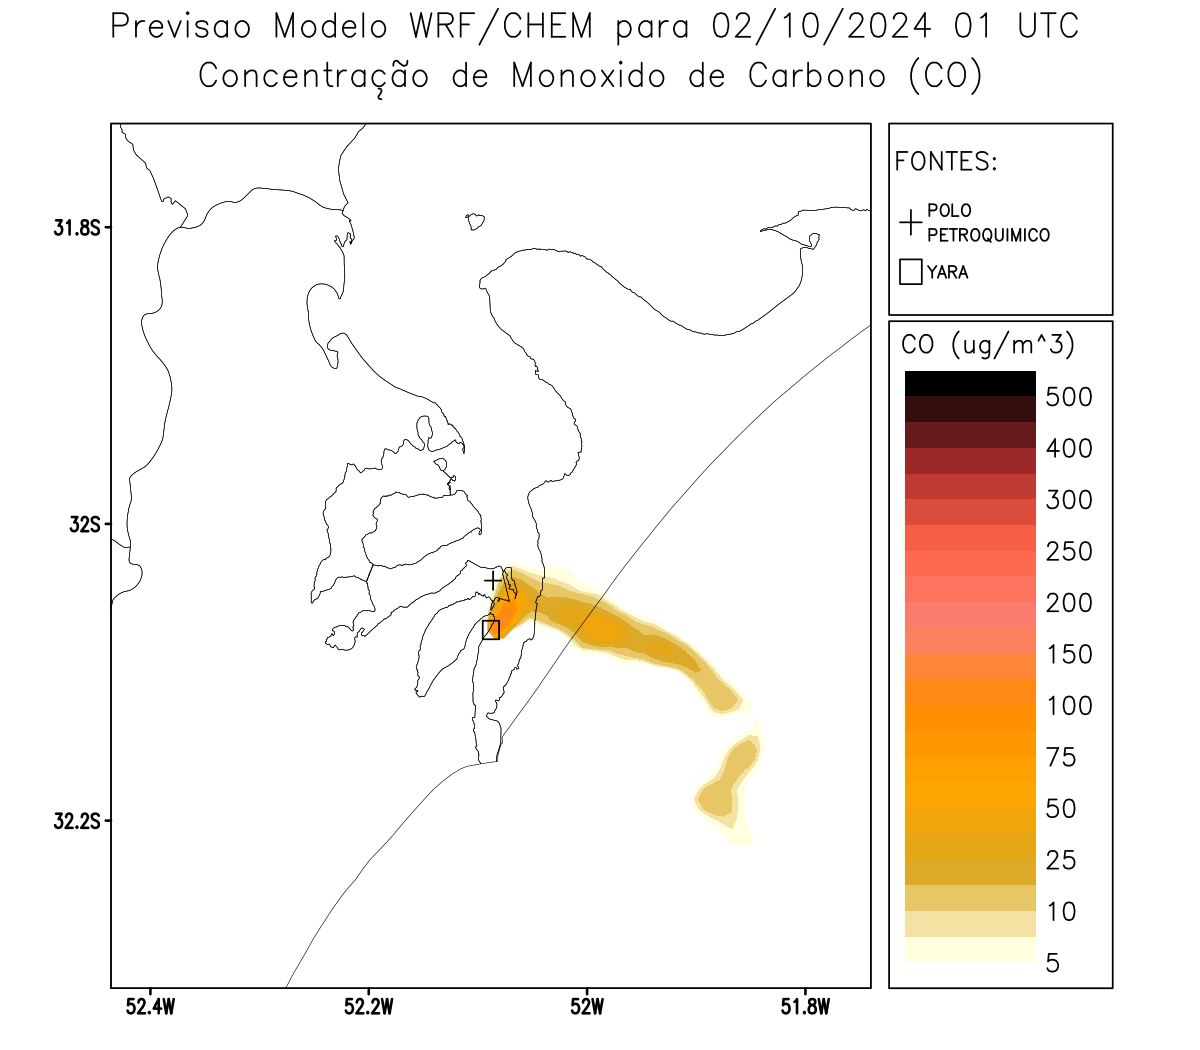 Previsao Modelo WRF/CHEM para 02/10/2024 01 UTC
Concentração de Monoxido de Carbono (CO)
FONTES:
POLO
PETROQUIMICO
YARA
CO (ug/m^3)
500
400
300
250
200
150
100
75
50
25
10
5
31.8S
32S
32.2S
52.4W
52.2W
52W
51.8W